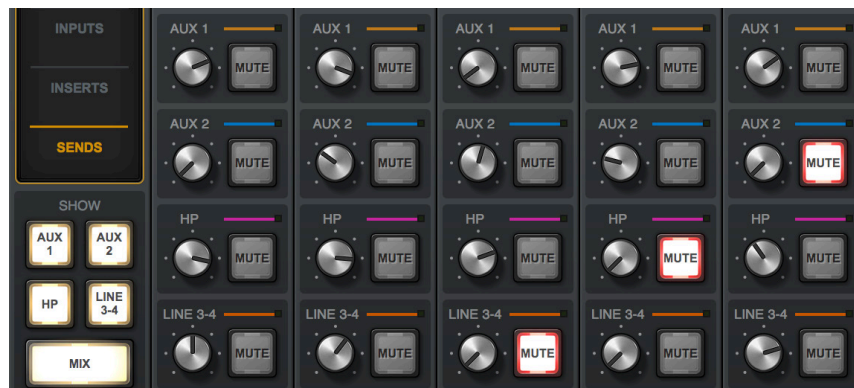 INPUTS
INSERTS
SENDS
SHOW
AUX
1
AUX
2
HP
LINE
3-4
MIX
AUX 1 AUX 1 AUX 1 AUX 1 AUX 1
MUTE MUTE MUTE MUTE MUTE
AUX 2 AUX 2 AUX 2 AUX 2 AUX 2
MUTE MUTE MUTE MUTE MUTE
HP HP HP HP HP
MUTE MUTE MUTE MUTE MUTE
LINE 3-4 LINE 3-4 LINE 3-4 LINE 3-4 LINE 3-4
MUTE MUTE MUTE MUTE MUTE